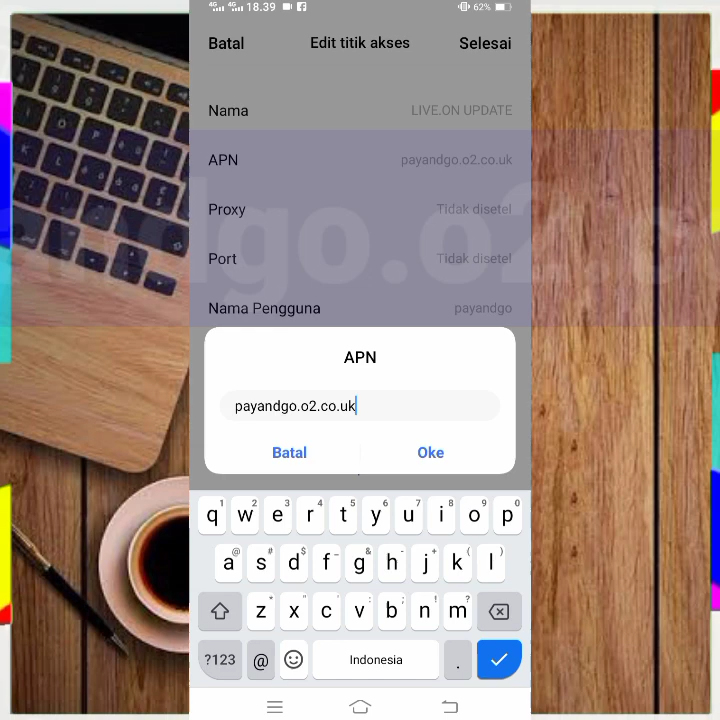 18.39 62%
Batal Edit titik akses Selesai
Nama LIVE.ON UPDATE
APN payandgo.o2.co.uk
Proxy Tidak disetel
Port Tidak disetel
Nama Pengguna payandgo
APN
payandgo.o2.co.uk
Batal Oke
q w e r t y u i o p
a s d f g h j k l
z x c v b n m
?123 @ Indonesia .